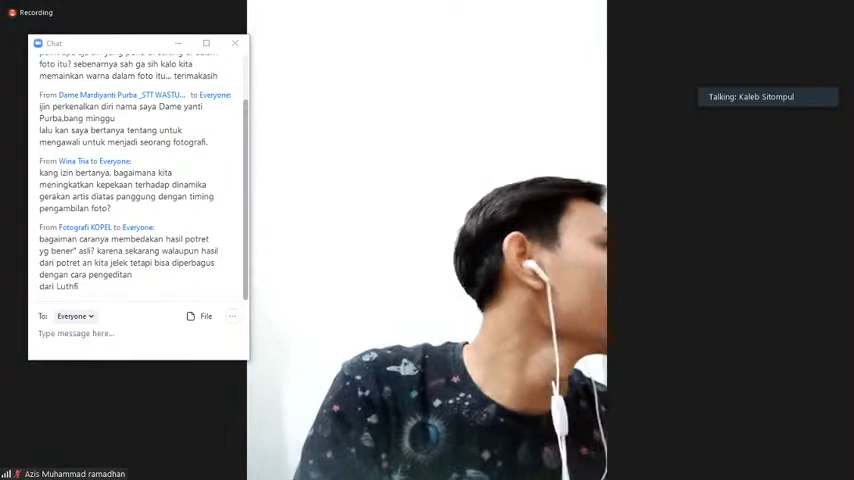 Recording
Chat
foto itu? sebenarnya sah ga sih kalo kita
memainkan warna dalam foto itu... terimakasih
From Dame Mardiyanti Purba _STT WASTU... to Everyone:
ijin perkenalkan diri nama saya Dame yanti
Purba,bang minggu
lalu kan saya bertanya tentang untuk
mengawali untuk menjadi seorang fotografi.
From Wina Tria to Everyone:
kang izin bertanya. bagaimana kita
meningkatkan kepekaan terhadap dinamika
gerakan artis diatas panggung dengan timing
pengambilan foto?
From Fotografi KOPEL to Everyone:
bagaiman caranya membedakan hasil potret
yg bener" asli? karena sekarang walaupun hasil
dari potret an kita jelek tetapi bisa diperbagus
dengan cara pengeditan
dari Luthfi
To: Everyone File
Type message here...
Talking: Kaleb Sitompul
Azis Muhammad ramadhan